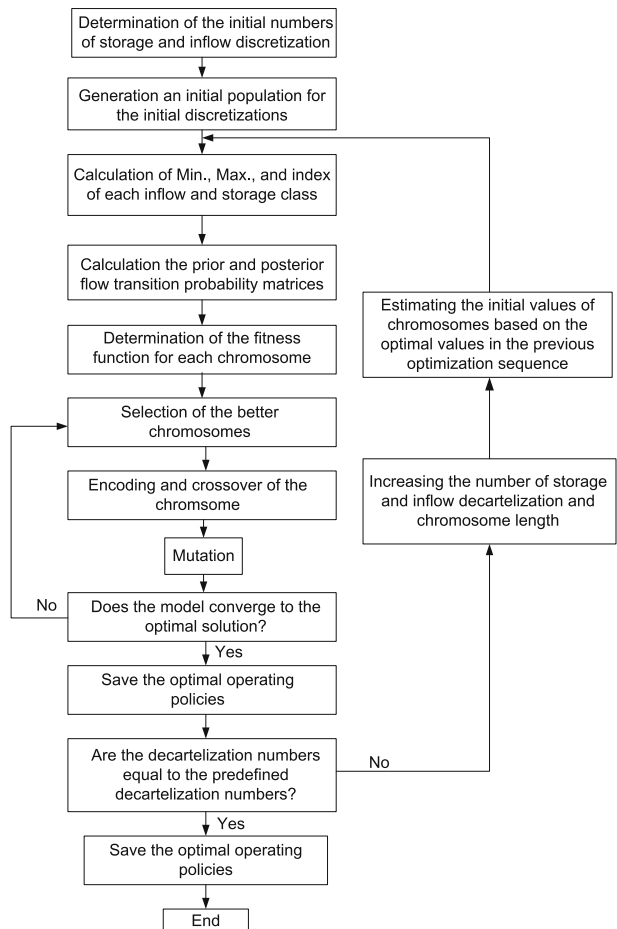 Determination of the initial numbers
of storage and inflow discretization
Generation an initial population for
the initial discretizations
Calculation of Min., Max., and index
of each inflow and storage class
Calculation the prior and posterior
flow transition probability matrices
Determination of the fitness
function for each chromosome
Selection of the better
chromosomes
Encoding and crossover of the
chromsome
Mutation
Does the model converge to the
optimal solution?
No
Yes
Save the optimal operating
policies
Are the decartelization numbers
equal to the predefined
decartelization numbers?
No
Yes
Save the optimal operating
policies
End
Increasing the number of storage
and inflow decartelization and
chromosome length
Estimating the initial values of
chromosomes based on the
optimal values in the previous
optimization sequence